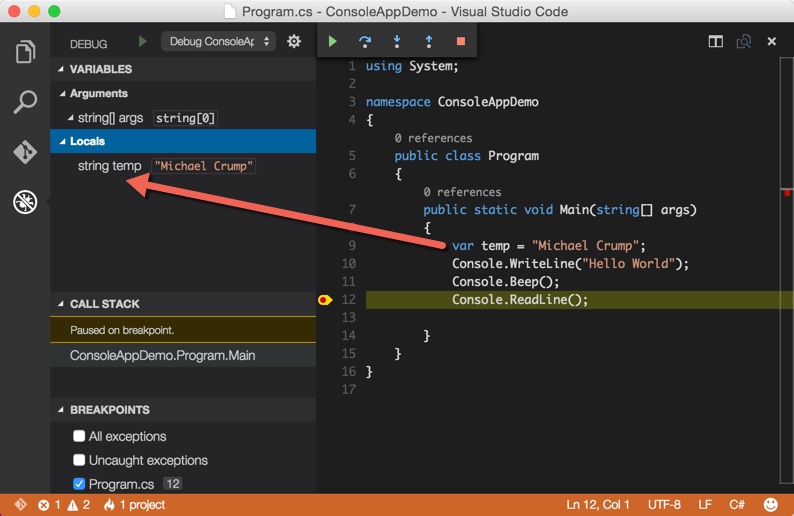 Program.cs - ConsoleAppDemo - Visual Studio Code
DEBUG
Debug ConsoleAp
VARIABLES
Arguments
string[] args string[0]
Locals
string temp "Michael Crump"
CALL STACK
Paused on breakpoint.
ConsoleAppDemo.Program.Main
BREAKPOINTS
All exceptions
Uncaught exceptions
Program.cs 12
1 using System;
2
3 namespace ConsoleAppDemo
4 {
0 references
5 public class Program
6 {
0 references
7 public static void Main(string[] args)
{
9 var temp = "Michael Crump";
10 Console.WriteLine("Hello World");
11 Console.Beep();
12 Console.ReadLine();
13
14 }
15 }
16 }
17
1 2 1 project
Ln 12, Col 1 UTF-8 LF C#